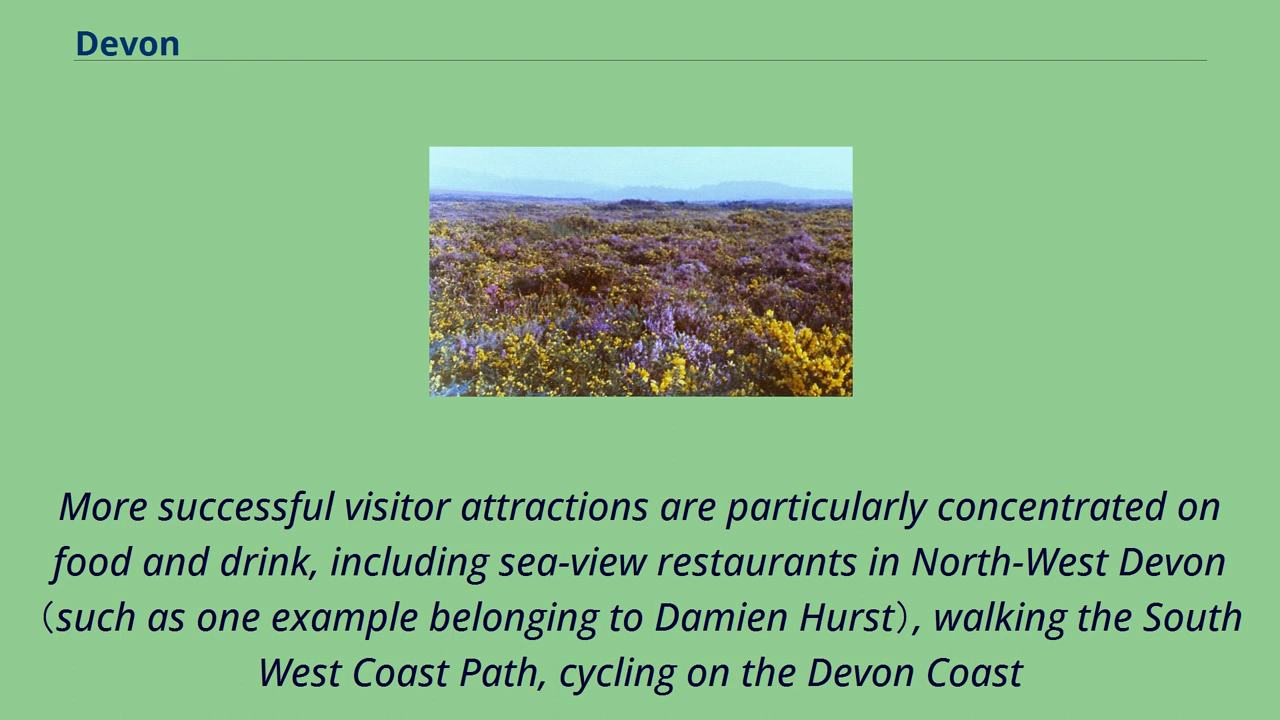 Devon
More successful visitor attractions are particularly concentrated on
food and drink, including sea-view restaurants in North-West Devon
（such as one example belonging to Damien Hurst）, walking the South
West Coast Path, cycling on the Devon Coast